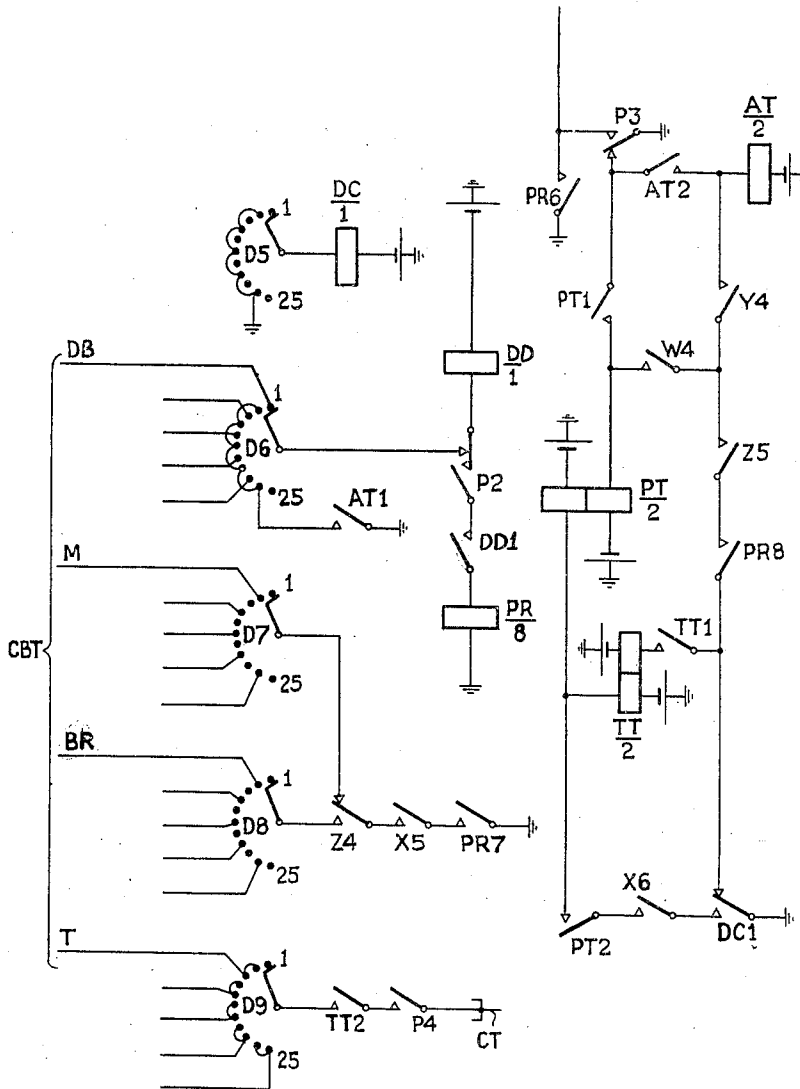 P3
AT
2
AT2
PR6
1
DC
1
D5
25
PT1
Y4
DB
DD
1
W4
1
D6
Z5
25
AT1
P2
PT
2
DD1
PR8
M
1
D7
PR
8
TT1
CBT
25
TT
2
BR
1
D8
Z4
X5
PR7
25
X6
PT2
DC1
T
1
D9
TT2
P4
CT
25